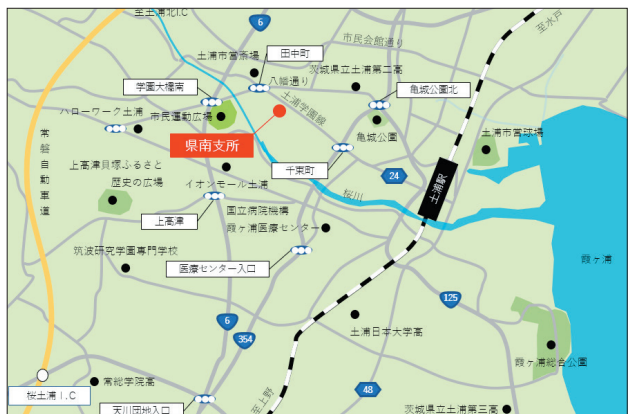 至土浦北I.C
6
至水戸
市民会館通り
土浦市営斎場
田中町
茨城県立土浦第二高
学園大橋南
八幡通り
亀城公園北
ハローワーク土浦
市民運動広場
土浦学園線
県南支所
亀城公園
土浦市営球場
常磐自動車道
上高津貝塚ふるさと
歴史の広場
イオンモール土浦
千束町
24
土浦駅
桜川
上高津
国立病院機構
霞ヶ浦医療センター
筑波研究学園専門学校
医療センター入口
霞ヶ浦
125
6
354
土浦日本大学高
霞ヶ浦総合公園
桜土浦I.C
常総学院高
48
天川団地入口
至上野
茨城県立土浦第三高